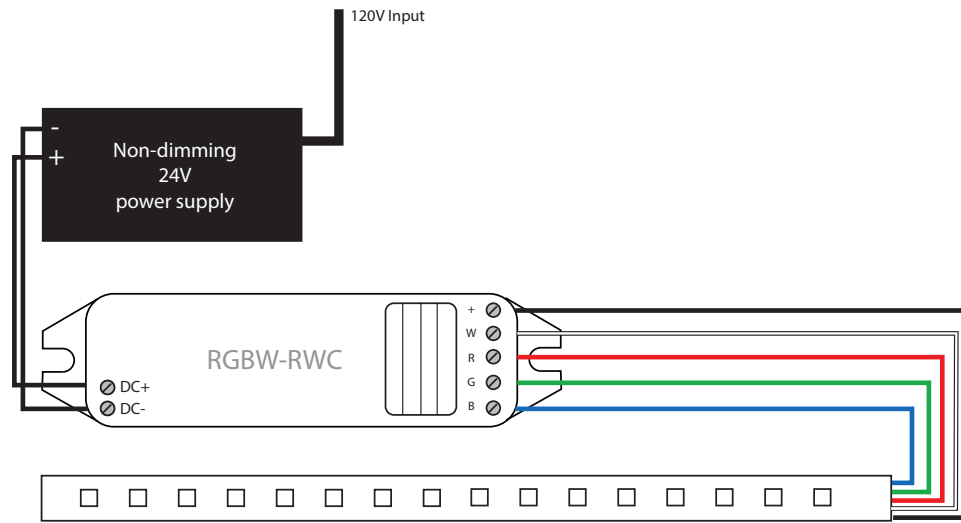 120V Input
-
+
Non-dimming
24V
power supply
RGBW-RWC
+
W
R
G
B
DC+
DC-